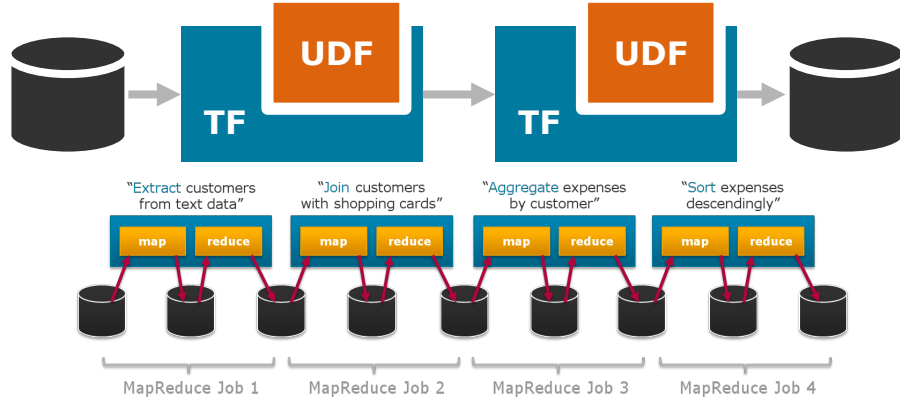 UDF
TF
UDF
TF
“Extract customers
from text data”
“Join customers
with shopping cards”
“Aggregate expenses
by customer”
“Sort expenses
descendingly”
map
reduce
map
reduce
map
reduce
map
reduce
MapReduce Job 1
MapReduce Job 2
MapReduce Job 3
MapReduce Job 4